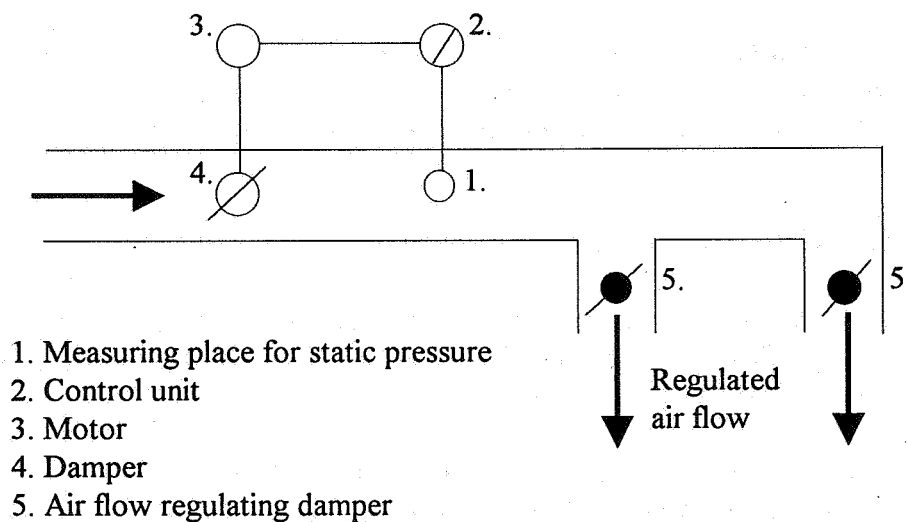 3.
2.
4.
1.
5.
5
Regulated
air flow
1. Measuring place for static pressure
2. Control unit
3. Motor
4. Damper
5. Air flow regulating damper